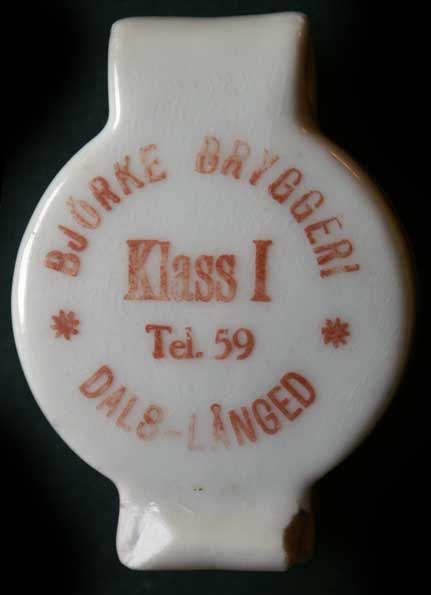 BJÖRKE BRYGGERI
Klass I
Tel. 59
DALS-LÅNGED